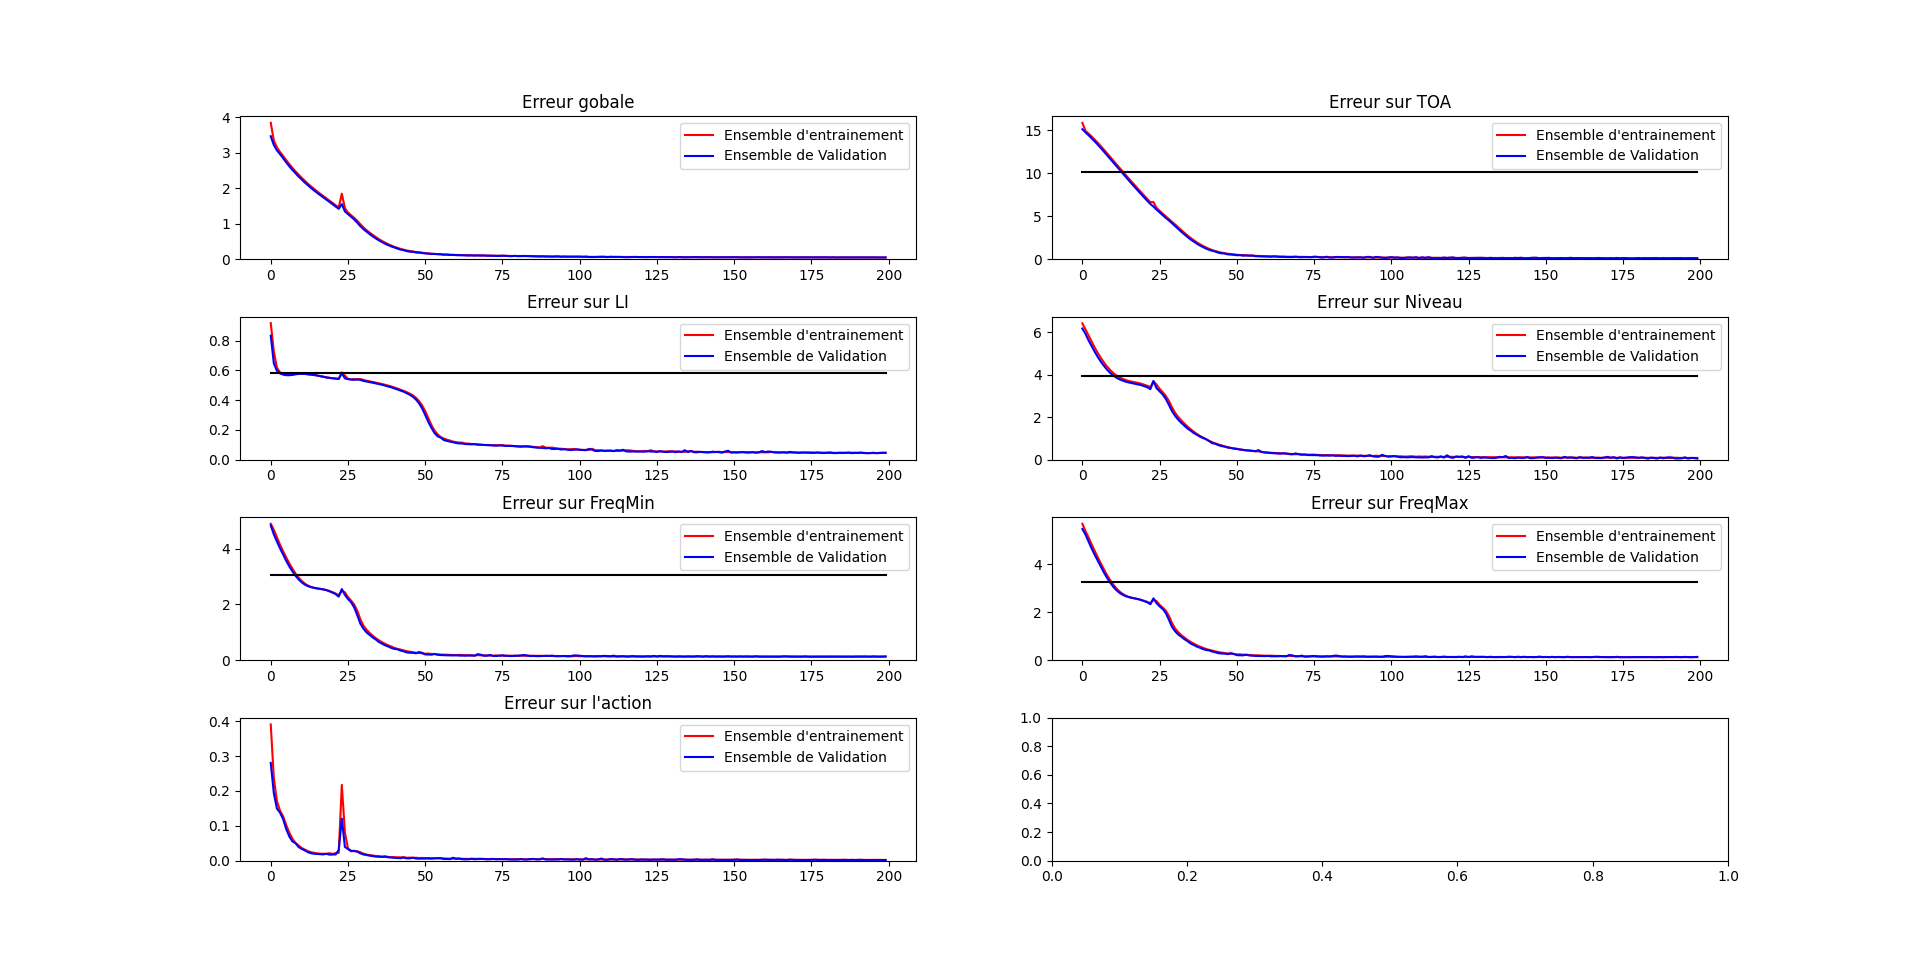 Erreur gobale
4
3
2
1
0
Ensemble d'entrainement
Ensemble de Validation
0 25 50 75 100 125 150 175 200
Erreur sur TOA
15
10
5
0
Ensemble d'entrainement
Ensemble de Validation
0 25 50 75 100 125 150 175 200
Erreur sur LI
0.8
0.6
0.4
0.2
0.0
Ensemble d'entrainement
Ensemble de Validation
0 25 50 75 100 125 150 175 200
Erreur sur Niveau
6
4
2
0
Ensemble d'entrainement
Ensemble de Validation
0 25 50 75 100 125 150 175 200
Erreur sur FreqMin
4
2
0
Ensemble d'entrainement
Ensemble de Validation
0 25 50 75 100 125 150 175 200
Erreur sur FreqMax
4
2
0
Ensemble d'entrainement
Ensemble de Validation
0 25 50 75 100 125 150 175 200
Erreur sur l'action
0.4
0.3
0.2
0.1
0.0
Ensemble d'entrainement
Ensemble de Validation
0 25 50 75 100 125 150 175 200
1.0
0.8
0.6
0.4
0.2
0.0
0.0 0.2 0.4 0.6 0.8 1.0